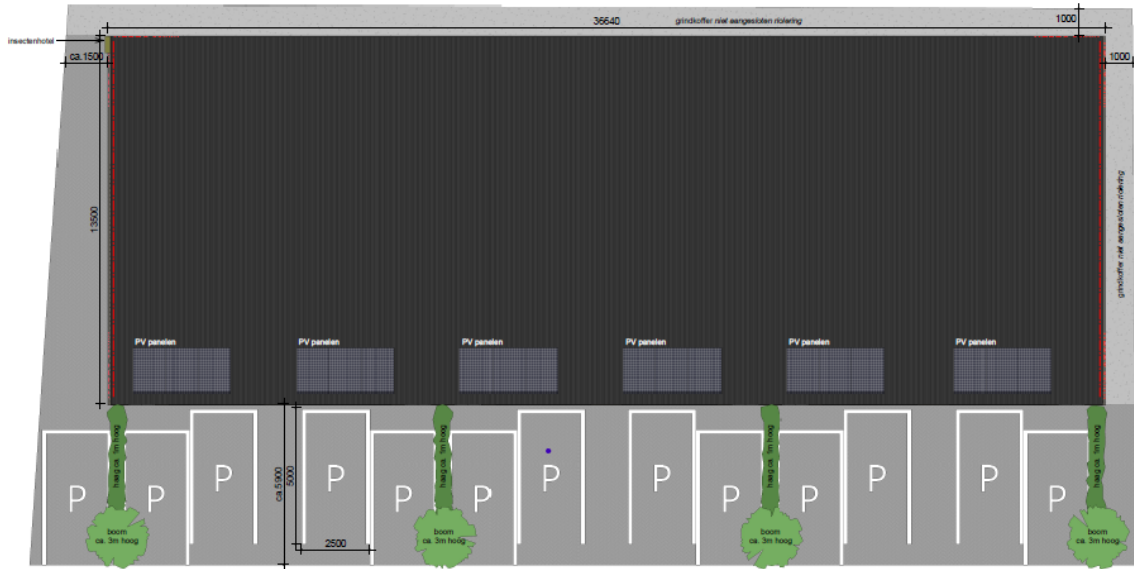 36640
grindkoffer niet aangesloten riolering
1000
insectenhotel
ca.1500
1000
13500
grindkoffer niet aangesloten riolering
PV panelen
PV panelen
PV panelen
PV panelen
PV panelen
PV panelen
haag ca. 1m hoog
haag ca. 1m hoog
haag ca. 1m hoog
haag ca. 1m hoog
ca.5900
5000
P
P
P
P
P
P
P
P
P
P
P
P
P
boom
ca. 3m hoog
2500
boom
ca. 3m hoog
boom
ca. 3m hoog
boom
ca. 3m hoog